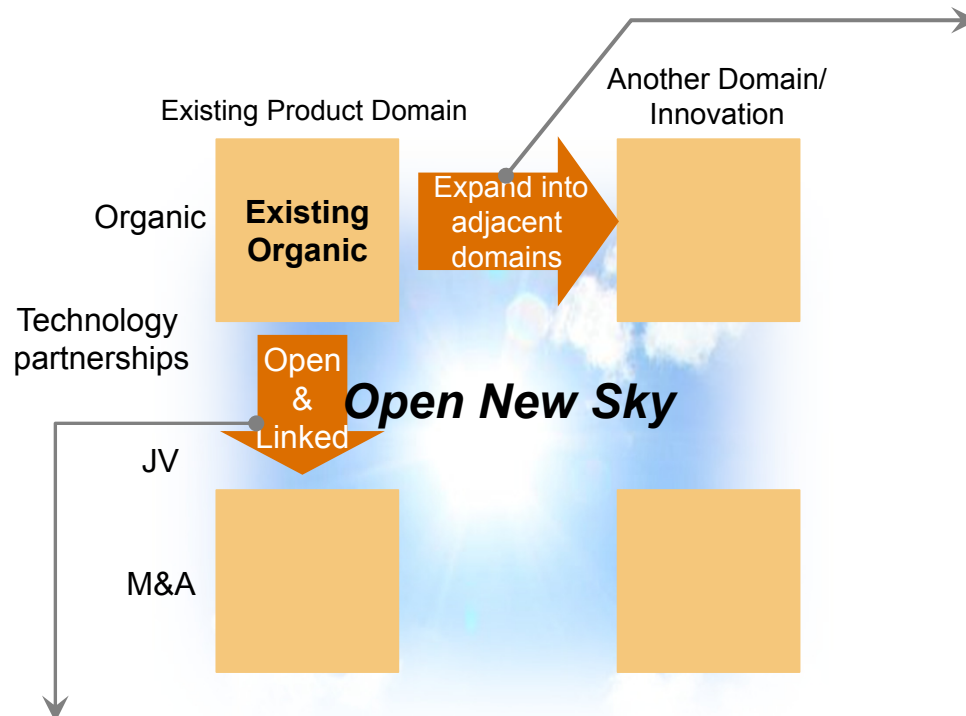 Another Domain/
Innovation
Existing Product Domain
Organic
Existing
Organic
Expand into
adjacent
domains
Technology
partnerships
Open
&
Linked
Open New Sky
JV
M&A